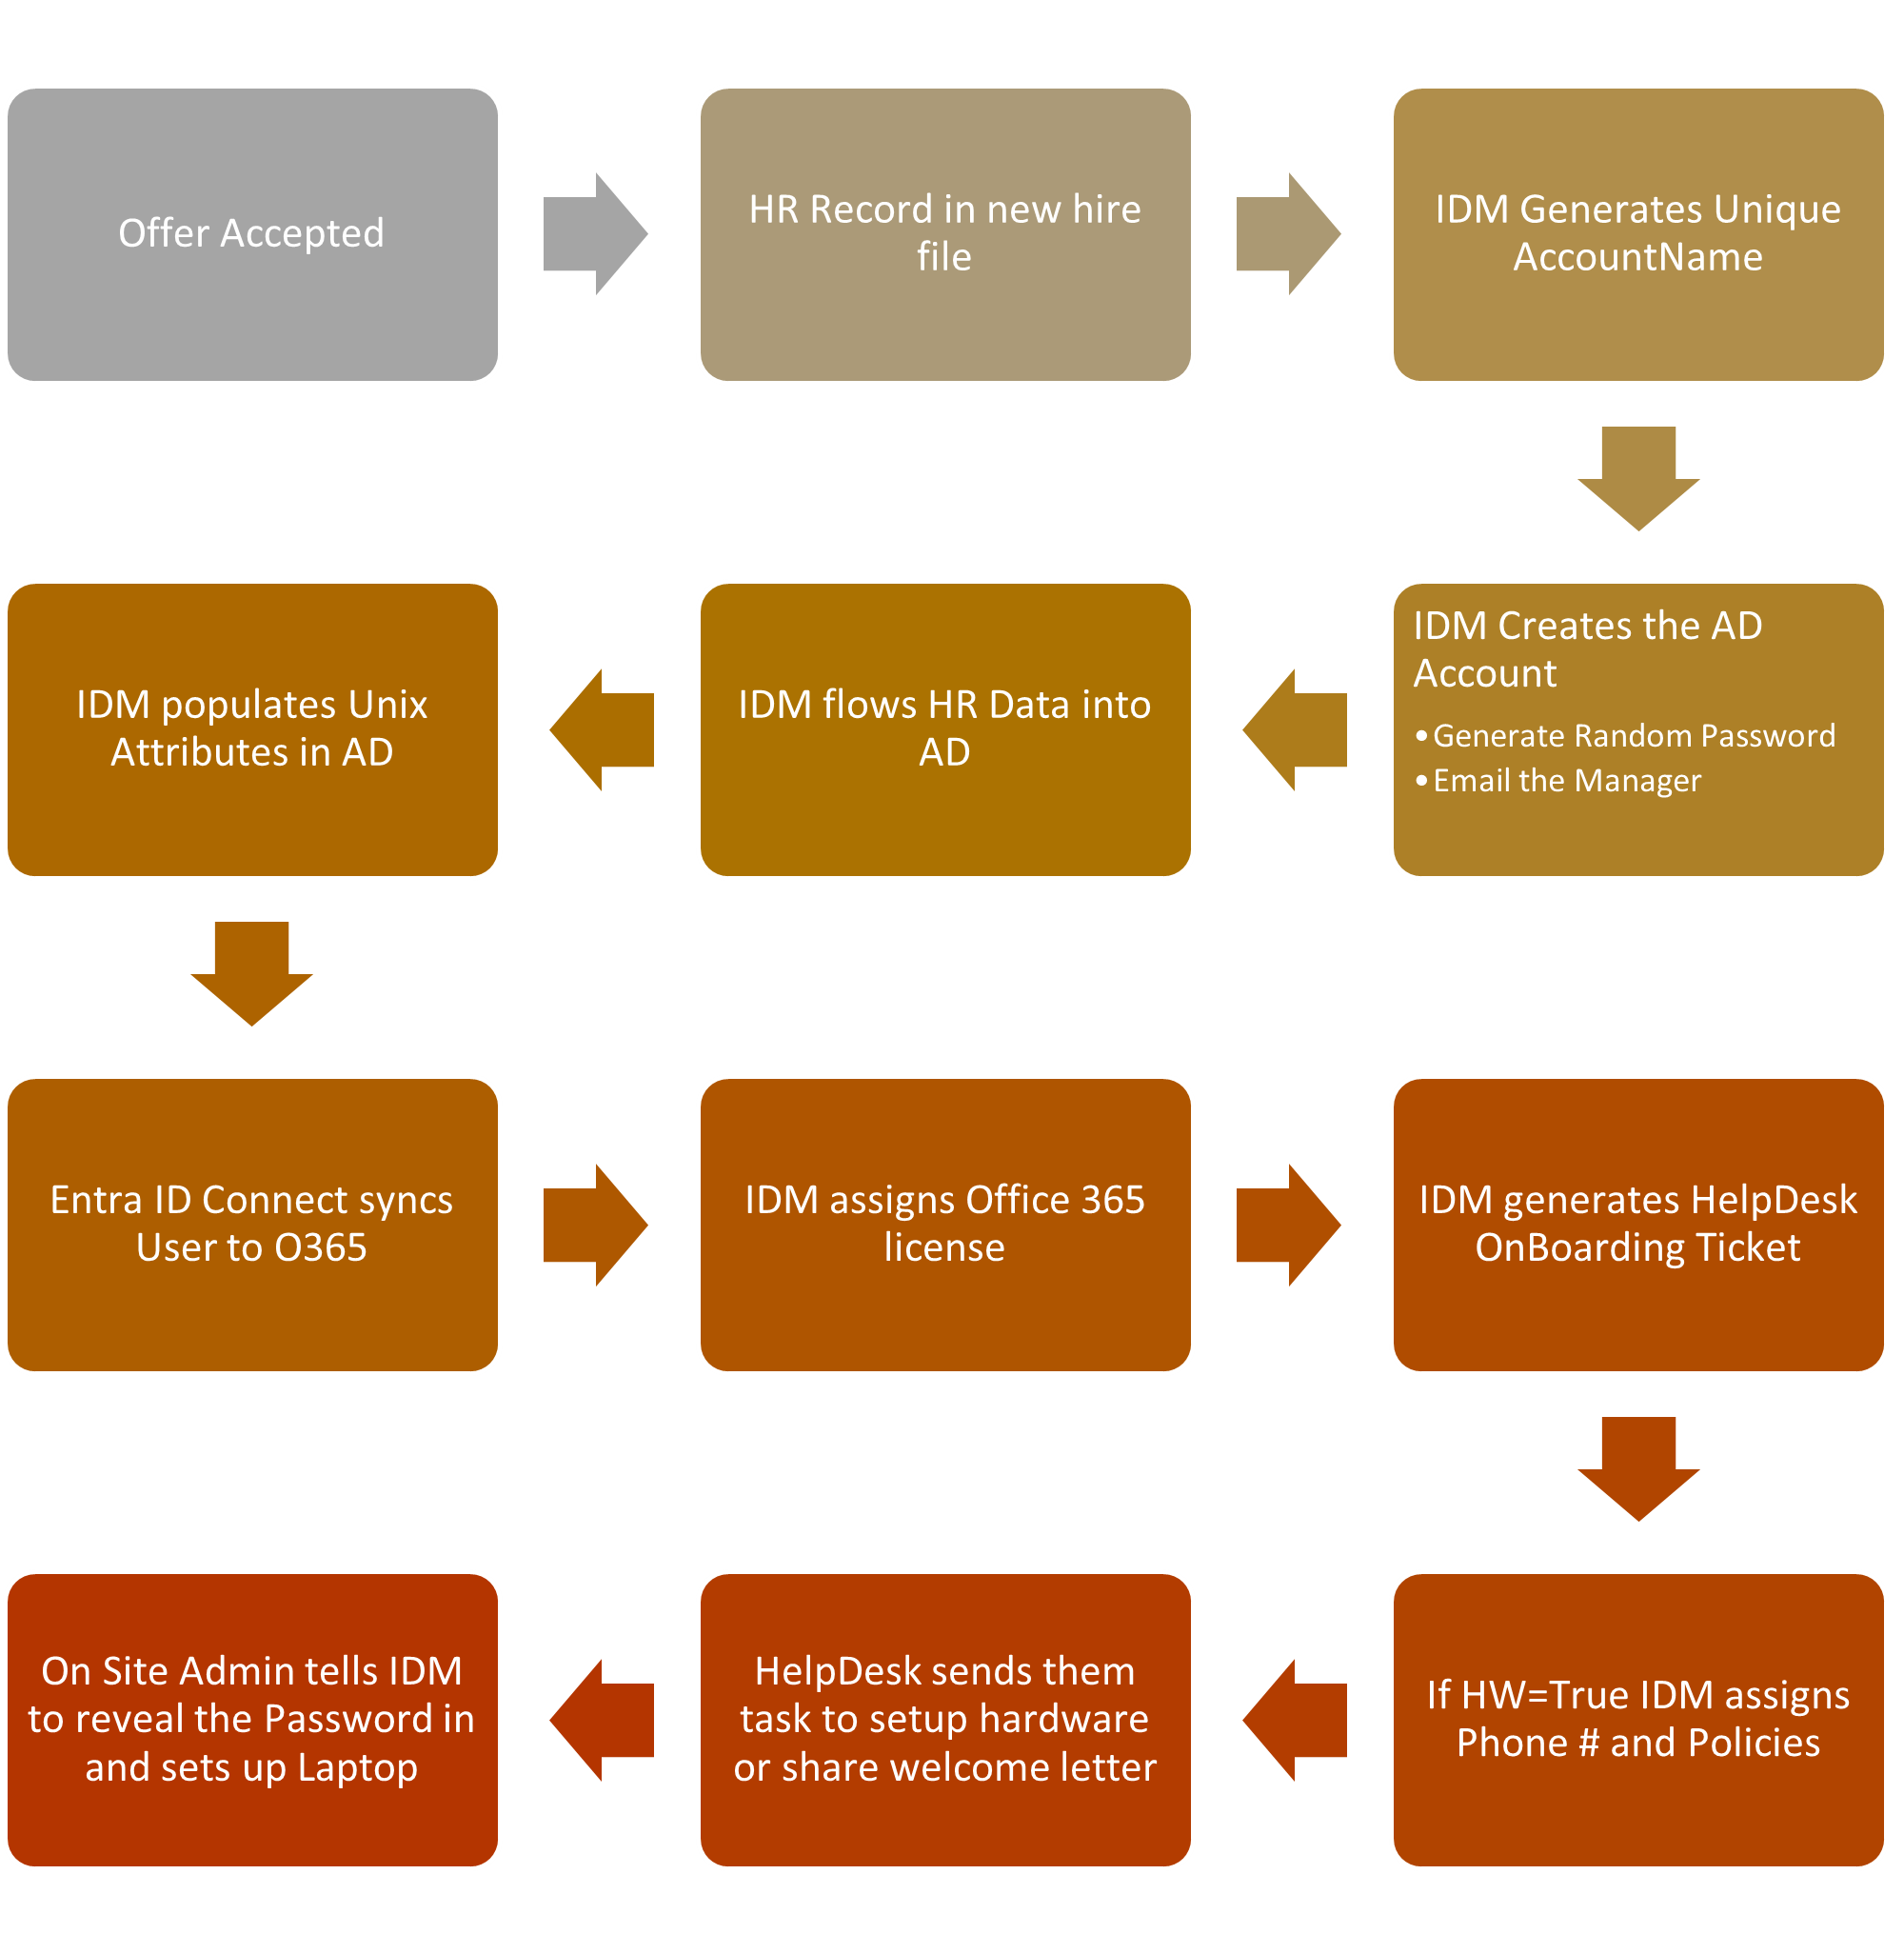 Offer Accepted
HR Record in new hire
file
IDM Generates Unique
AccountName
IDM Creates the AD
Account
• Generate Random Password
• Email the Manager
IDM flows HR Data into
AD
IDM populates Unix
Attributes in AD
Entra ID Connect syncs
User to O365
IDM assigns Office 365
license
IDM generates HelpDesk
OnBoarding Ticket
If HW=True IDM assigns
Phone # and Policies
HelpDesk sends them
task to setup hardware
or share welcome letter
On Site Admin tells IDM
to reveal the Password in
and sets up Laptop